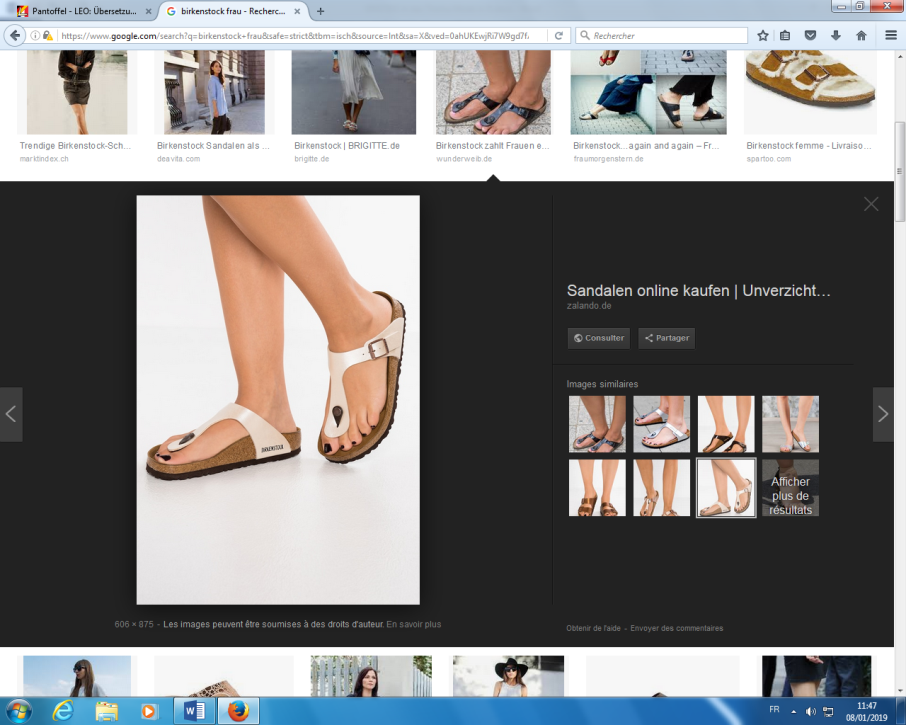 Pantoffel - LEO: Übersetzu...
birkenstock frau - Recherc...
https://www.google.com/search?q=birkenstock+frau&safe=strict&tbm=isch&source=lnt&sa=X&ved=0ahUKEwjRi7W9gd7f
Rechercher
Trendige Birkenstock-Sch...
marktindex.ch
Birkenstock Sandalen als ...
deavita.com
Birkenstock | BRIGITTE.de
brigitte.de
Birkenstock zahlt Frauen e...
wunderweib.de
Birkenstock...again and again – Fr...
fraumorgenstern.de
Birkenstock femme - Livraiso...
spartoo.com
BIRKENSTOCK
Sandalen online kaufen | Unverzicht...
zalando.de
Consulter
Partager
Images similaires
Afficher
plus de
résultats
606 × 875 - Les images peuvent être soumises à des droits d'auteur. En savoir plus
Obtenir de l'aide - Envoyer des commentaires
FR
11:47
08/01/2019